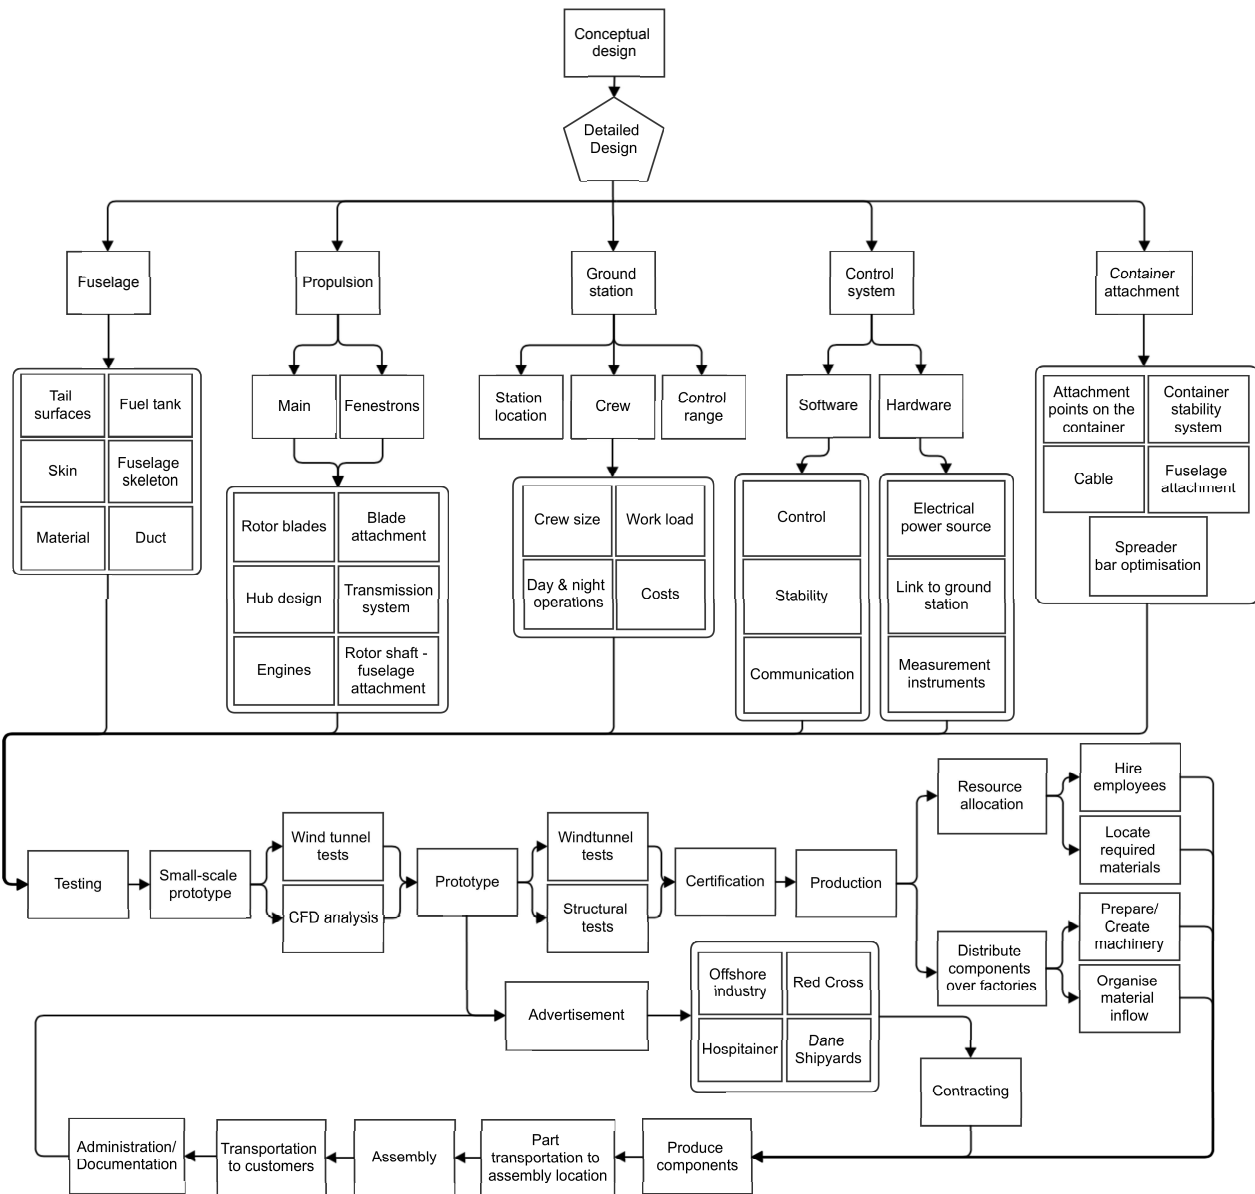 Conceptual
design
Detailed
Design
Fuselage
Propulsion
Ground
station
Control
system
Container
attachment
Tail
surfaces
Fuel tank
Skin
Fuselage
skeleton
Material
Duct
Main
Fenestrons
Rotor blades
Blade
attachment
Hub design
Transmission
system
Engines
Rotor shaft -
fuselage
attachment
Station
location
Crew
Control
range
Crew size
Work load
Day & night
operations
Costs
Software
Hardware
Control
Stability
Communication
Electrical
power source
Link to ground
station
Measurement
instruments
Attachment
points on the
container
Container
stability
system
Cable
Fuselage
attachment
Spreader
bar optimisation
Testing
Small-scale
prototype
Wind tunnel
tests
CFD analysis
Prototype
Windtunnel
tests
Structural
tests
Certification
Production
Resource
allocation
Hire
employees
Locate
required
materials
Distribute
components
over factories
Prepare/
Create
machinery
Organise
material
inflow
Advertisement
Offshore
industry
Red Cross
Hospitainer
Dane
Shipyards
Contracting
Produce
components
Part
transportation to
assembly location
Assembly
Transportation
to customers
Administration/
Documentation